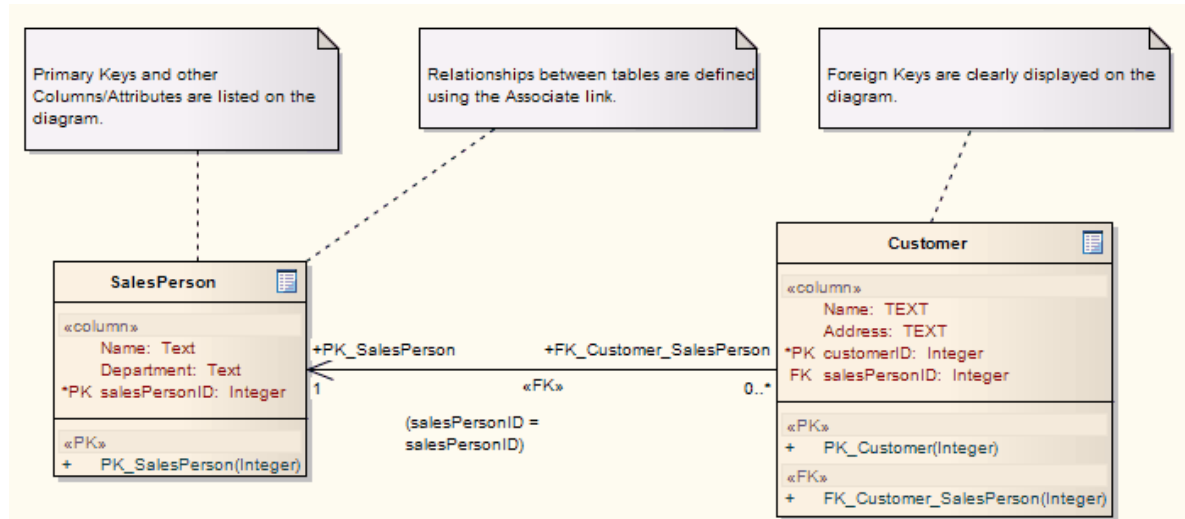 Primary Keys and other
Columns/Attributes are listed on the
diagram.
Relationships between tables are defined
using the Associate link.
Foreign Keys are clearly displayed on the
diagram.
SalesPerson
«column»
Name: Text
Department: Text
*PK salesPersonID: Integer
«PK»
+ PK_SalesPerson(Integer)
+PK_SalesPerson
+FK_Customer_SalesPerson
1
«FK»
0..*
(salesPersonID =
salesPersonID)
Customer
«column»
Name: TEXT
Address: TEXT
*PK customerID: Integer
FK salesPersonID: Integer
«PK»
+ PK_Customer(Integer)
«FK»
+ FK_Customer_SalesPerson(Integer)